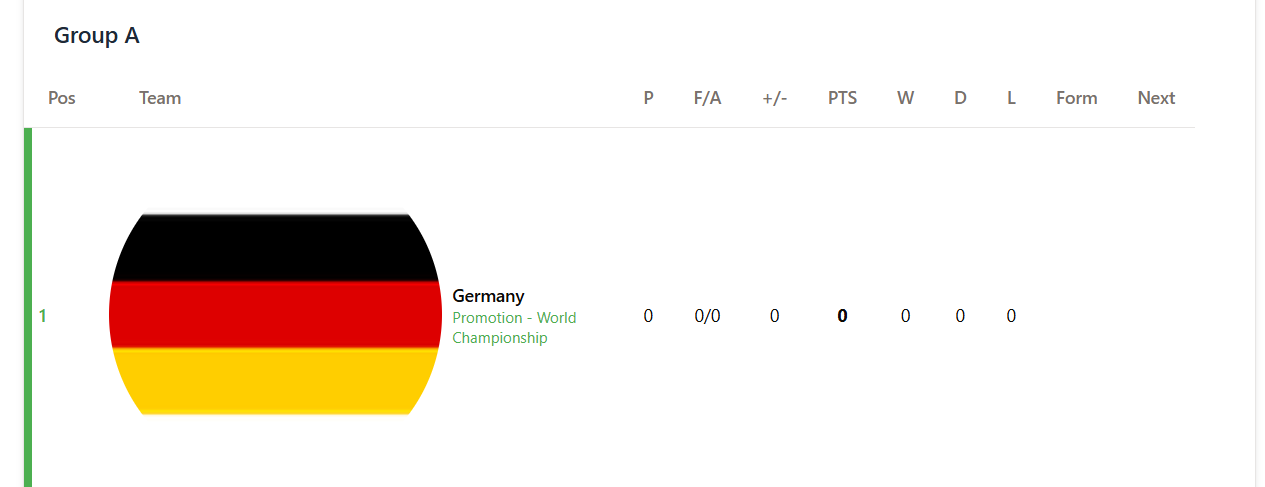 Group A
Pos Team P F/A +/- PTS W D L Form Next
1 Germany 0 0/0 0 0 0 0 0
Promotion - World
Championship